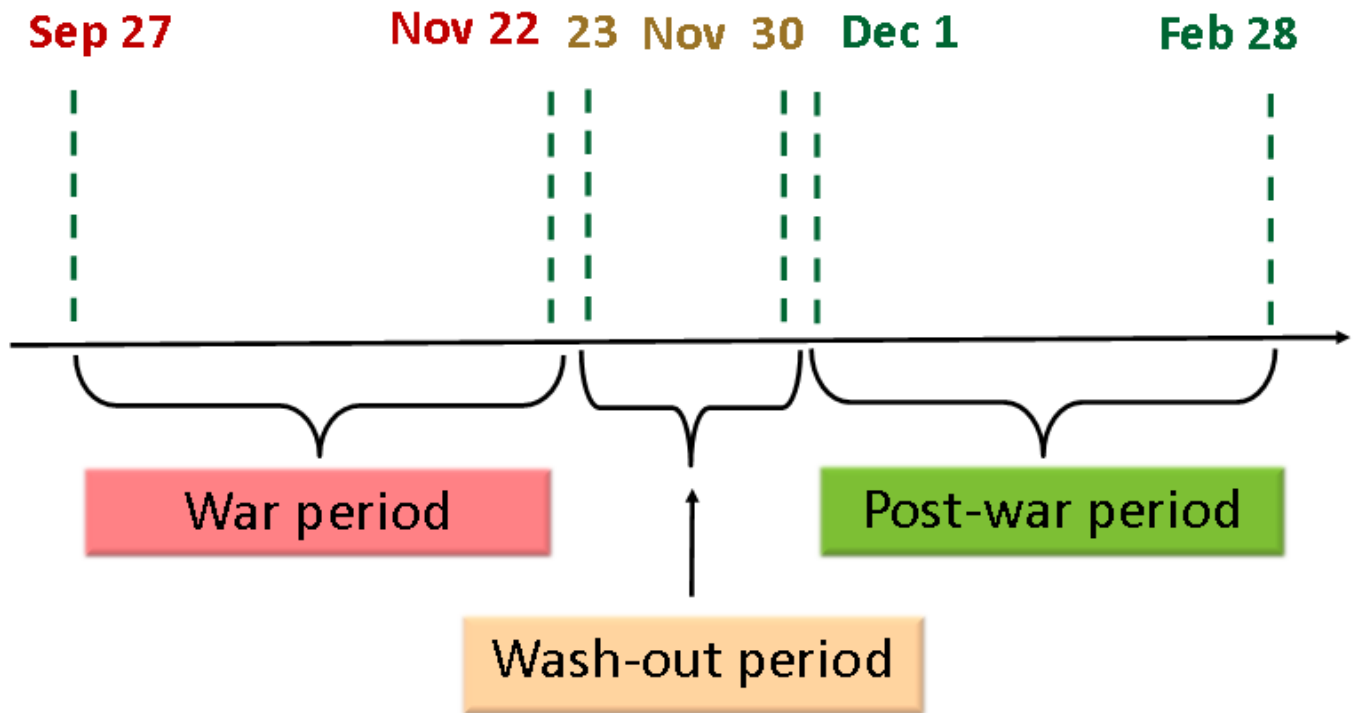 Sep 27 Nov 22 23 Nov 30 Dec 1 Feb 28
War period
Post-war period
Wash-out period